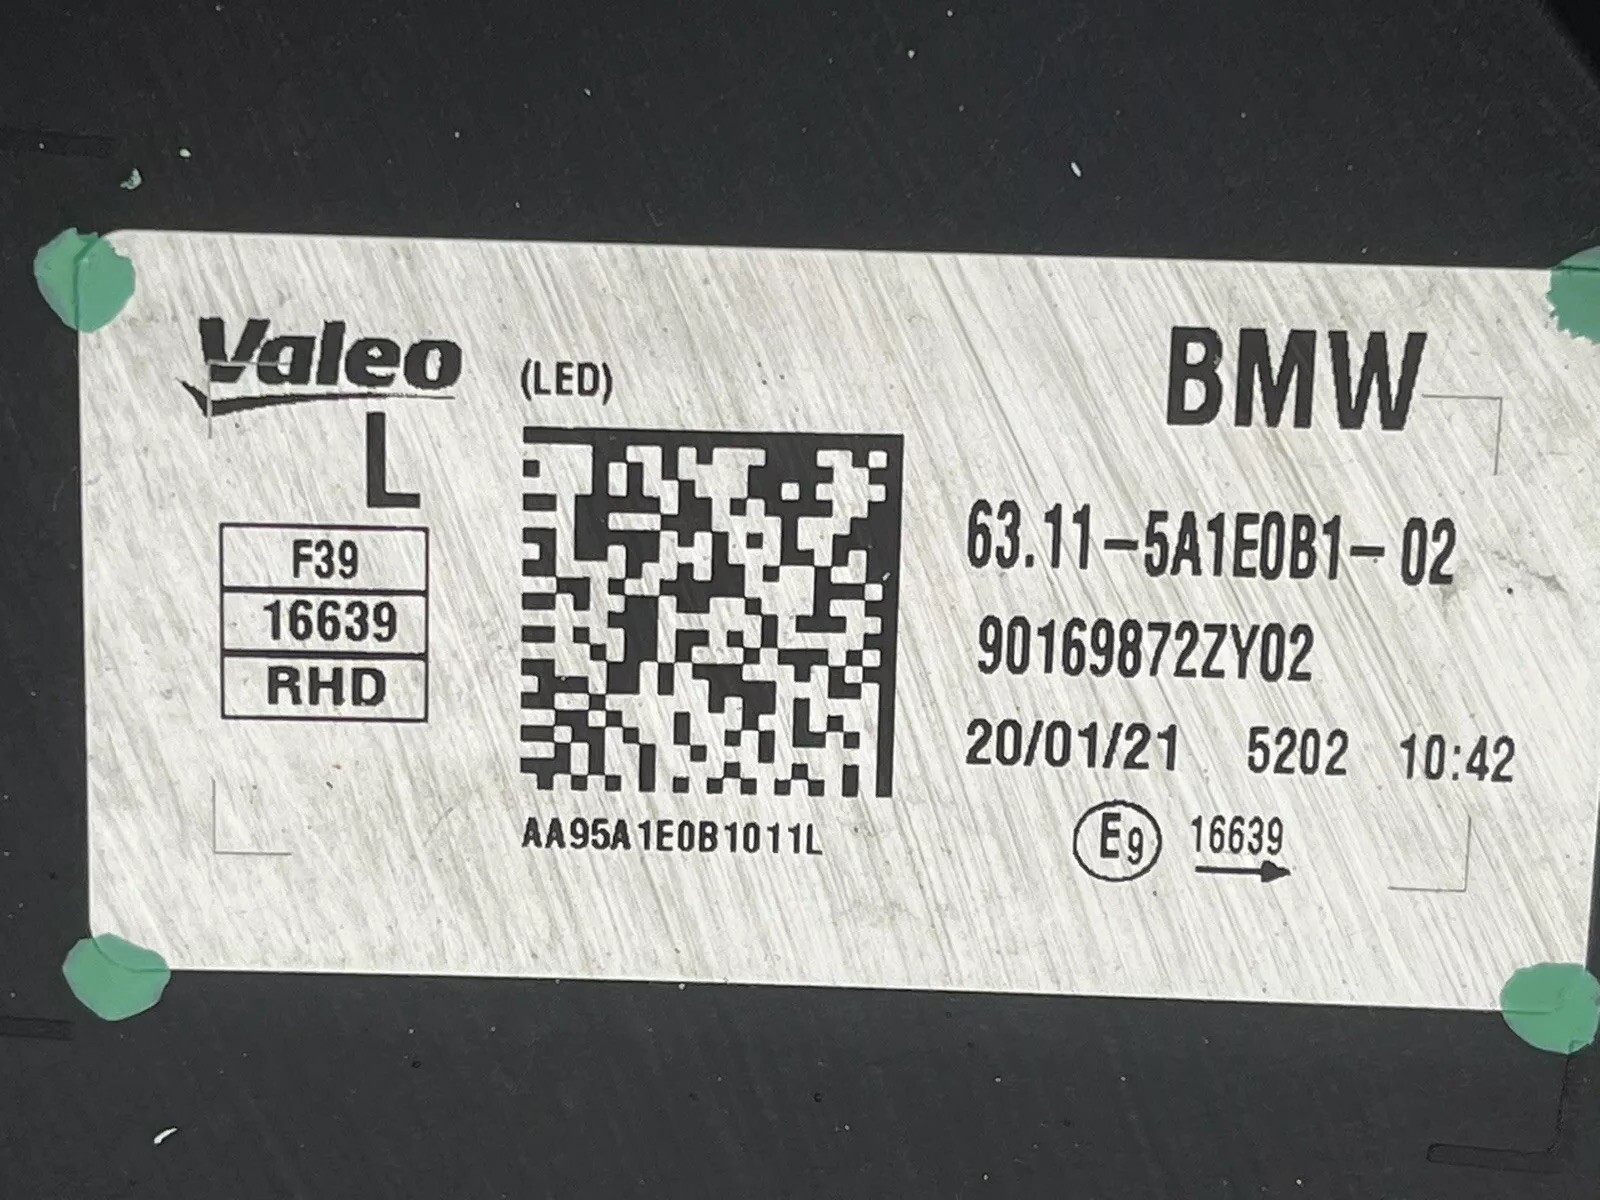 Valeo (LED) BMW
L
F39
16639
RHD
63.11-5A1E0B1-02
90169872ZY02
20/01/21 5202 10:42
AA95A1E0B1011L
E9 16639